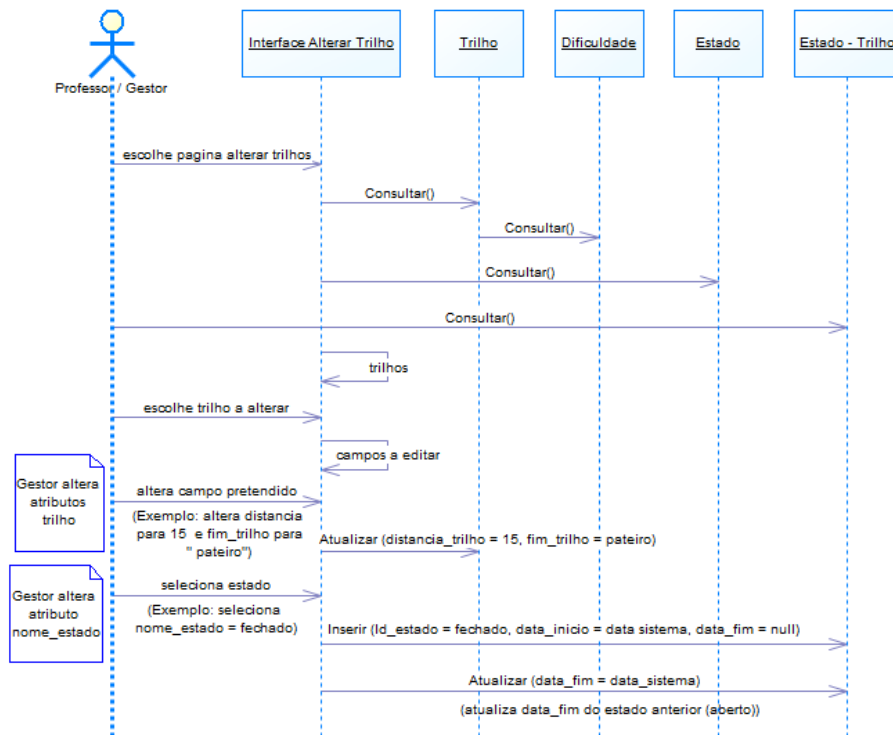 Interface Alterar Trilho
Trilho
Dificuldade
Estado
Estado - Trilho
Professor / Gestor
escolhe pagina alterar trilhos
Consultar()
Consultar()
Consultar()
Consultar()
trilhos
escolhe trilho a alterar
campos a editar
Gestor altera
atributos
trilho
altera campo pretendido
(Exemplo: altera distancia
para 15 e fim_trilho para
" pateiro")
Atualizar (distancia_trilho = 15, fim_trilho = pateiro)
Gestor altera
atributo
nome_estado
seleciona estado
(Exemplo: seleciona
nome_estado = fechado)
Inserir (Id_estado = fechado, data_inicio = data sistema, data_fim = null)
Atualizar (data_fim = data_sistema)
(atualiza data_fim do estado anterior (aberto))